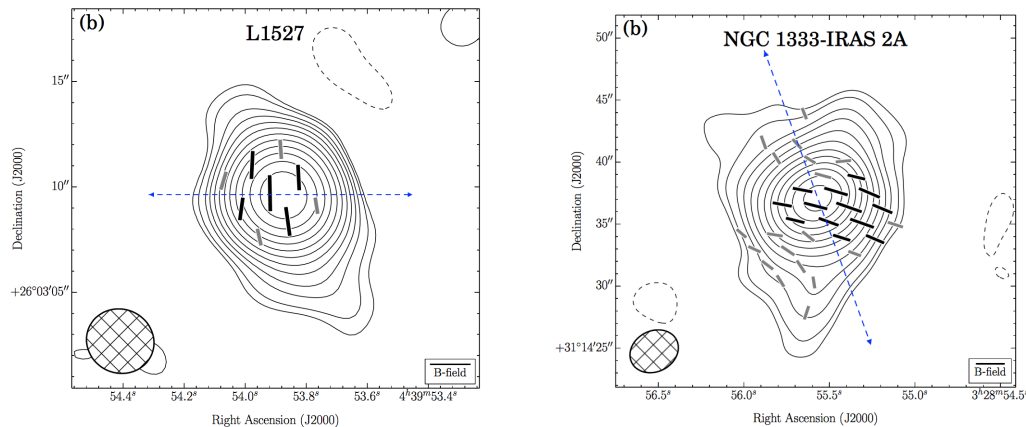 (b)
L1527
Declination (J2000)
15″
10″
+26°03′05″
54.4ˢ
54.2ˢ
54.0ˢ
53.8ˢ
53.6ˢ
4ʰ39ᵐ53.4ˢ
Right Ascension (J2000)
B-field
(b)
NGC 1333-IRAS 2A
Declination (J2000)
50″
45″
40″
35″
30″
+31°14′25″
56.5ˢ
56.0ˢ
55.5ˢ
55.0ˢ
3ʰ28ᵐ54.5ˢ
Right Ascension (J2000)
B-field